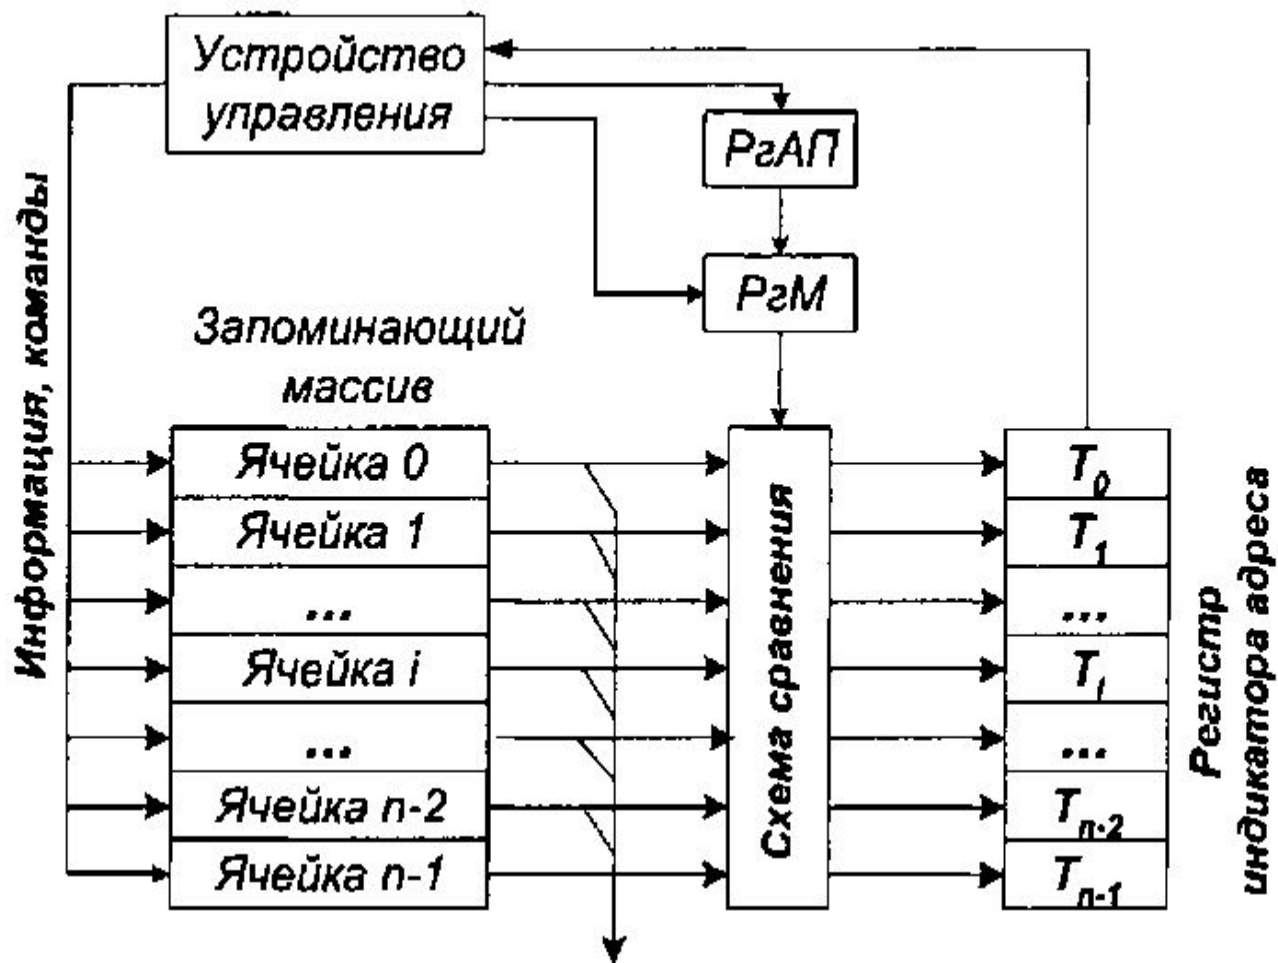 Устройство
управления
РгАП
РгМ
Информация, команды
Запоминающий
массив
Ячейка 0
Ячейка 1
...
Ячейка i
...
Ячейка n-2
Ячейка n-1
Схема сравнения
T0
T1
...
Ti
...
Tn-2
Tn-1
Регистр
индикатора адреса